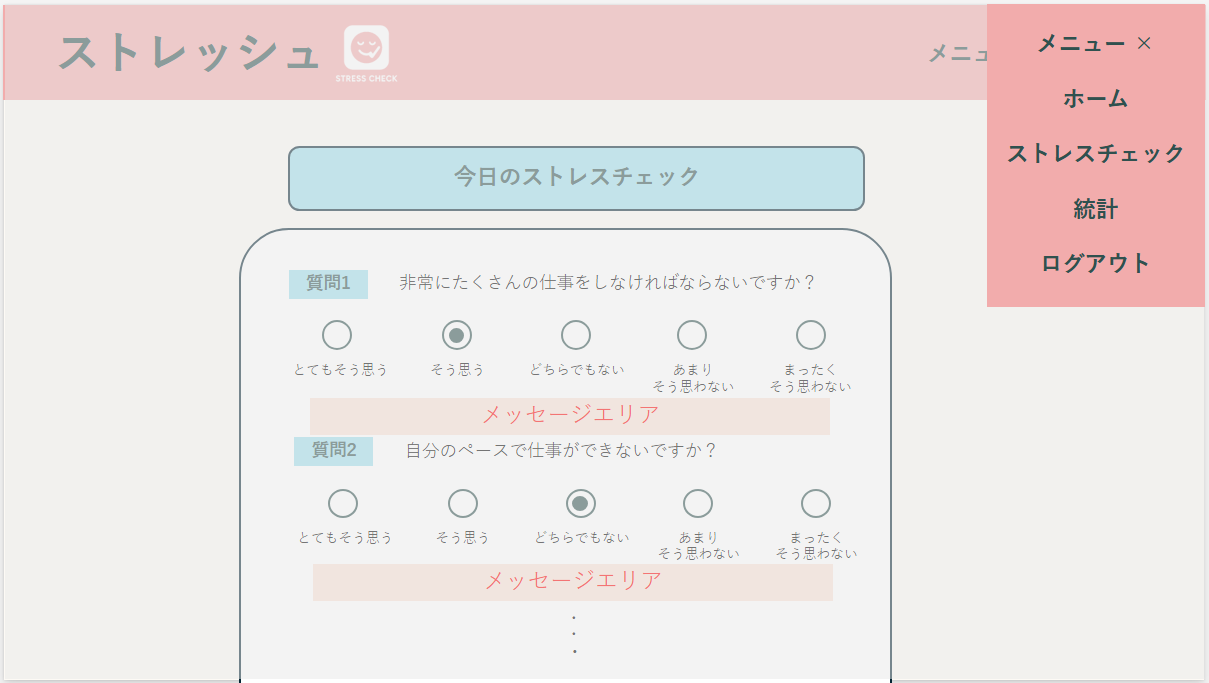 ストレッシュ
STRESS CHECK
メニュー ×
ホーム
ストレスチェック
統計
ログアウト
今日のストレスチェック
質問1 非常にたくさんの仕事をしなければならないですか？
とてもそう思う そう思う どちらでもない あまり まったく
そう思わない そう思わない
メッセージエリア
質問2 自分のペースで仕事ができないですか？
とてもそう思う そう思う どちらでもない あまり まったく
そう思わない そう思わない
メッセージエリア